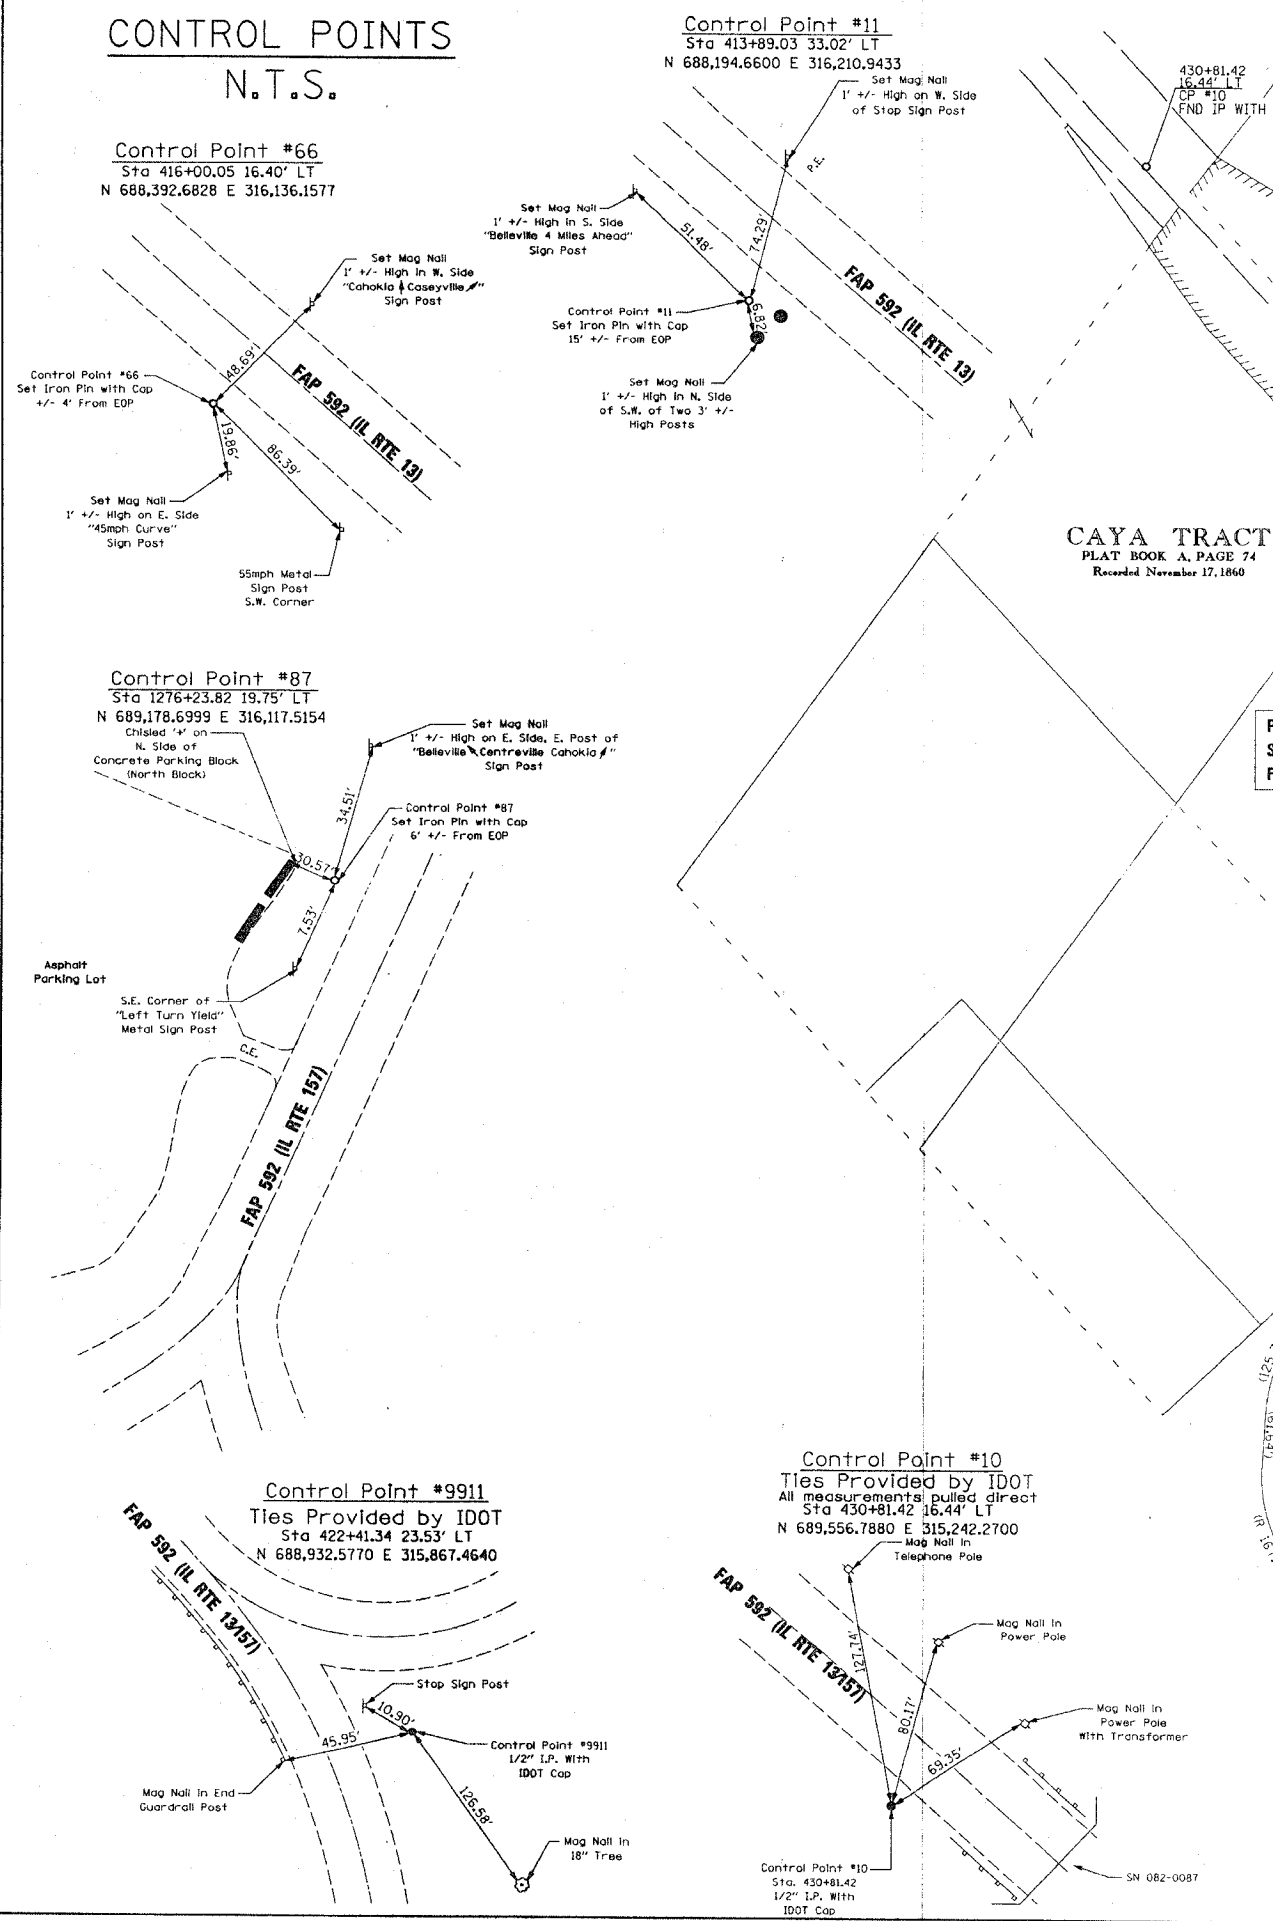 CONTROL POINTS
N.T.S.
Control Point #66
Sta 416+00.05 16.40' LT
N 688,392.6828 E 316,136.1577
Set Mag Nail
1' +/- High in W. Side
"Cahokia Caseyville"
Sign Post
Control Point #66
Set Iron Pin with Cap
+/- 4' From EOP
48.69'
FAP 592 (IL RTE 13)
19.86'
86.39'
Set Mag Nail
1' +/- High on E. Side
"45mph Curve"
Sign Post
55mph Metal
Sign Post
S.W. Corner
Control Point #11
Sta 413+89.03 33.02' LT
N 688,194.6600 E 316,210.9433
Set Mag Nail
1' +/- High on W. Side
of Stop Sign Post
P.E.
Set Mag Nail
1' +/- High in S. Side
"Belleville 4 Miles Ahead"
Sign Post
51.48'
74.29'
FAP 592 (IL RTE 13)
Control Point #11
Set Iron Pin with Cap
15' +/- From EOP
6.82'
Set Mag Nail
1' +/- High in N. Side
of S.W. of Two 3' +/-
High Posts
430+81.42
16.44' LT
CP #10
FND IP WITH
CAYA TRACT
PLAT BOOK A, PAGE 74
Recorded November 17, 1860
F
S
F
Control Point #87
Sta 1276+23.82 19.75' LT
N 689,178.6999 E 316,117.5154
Chisled '+' on
N. Side of
Concrete Parking Block
(North Block)
Set Mag Nail
1' +/- High on E. Side, E. Post of
"Belleville Centreville Cahokia"
Sign Post
34.51'
Control Point #87
Set Iron Pin with Cap
6' +/- From EOP
30.57'
7.53'
Asphalt
Parking Lot
S.E. Corner of
"Left Turn Yield"
Metal Sign Post
C.E.
FAP 592 (IL RTE 157)
Control Point #9911
Ties Provided by IDOT
Sta 422+41.34 23.53' LT
N 688,932.5770 E 315,867.4640
FAP 592 (IL RTE 13/157)
Stop Sign Post
10.90'
45.95'
Control Point #9911
1/2" I.P. With
IDOT Cap
Mag Nail in End
Guardrail Post
126.58'
Mag Nail in
18" Tree
Control Point #10
Ties Provided by IDOT
All measurements pulled direct
Sta 430+81.42 16.44' LT
N 689,556.7880 E 315,242.2700
Mag Nail in
Telephone Pole
FAP 592 (IL RTE 13/157)
Mag Nail in
Power Pole
127.74'
80.17'
Mag Nail in
Power Pole
With Transformer
69.35'
Control Point #10
Sta. 430+81.42
1/2" I.P. With
IDOT Cap
SN 082-0087